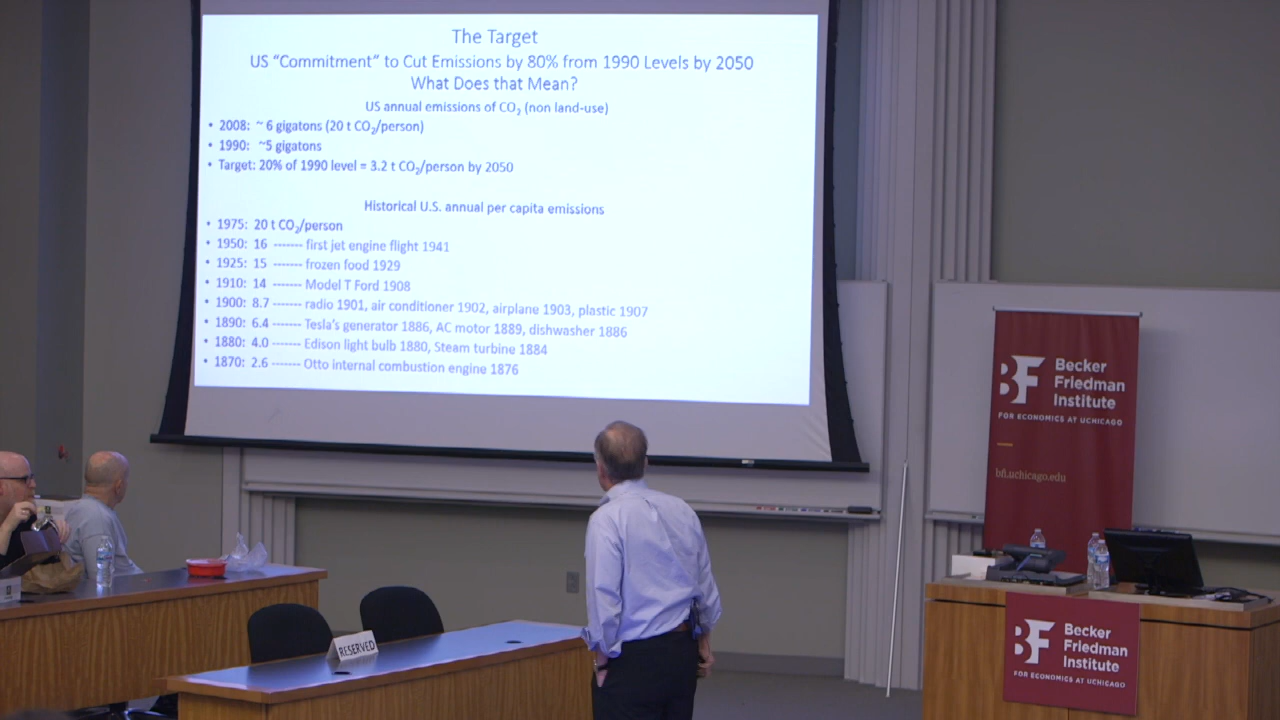 The Target
US “Commitment” to Cut Emissions by 80% from 1990 Levels by 2050
What Does that Mean?
US annual emissions of CO₂ (non land-use)
• 2008: ~ 6 gigatons (20 t CO₂/person)
• 1990: ~5 gigatons
• Target: 20% of 1990 level = 3.2 t CO₂/person by 2050
Historical U.S. annual per capita emissions
• 1975: 20 t CO₂/person
• 1950: 16 ------- first jet engine flight 1941
• 1925: 15 ------- frozen food 1929
• 1910: 14 ------- Model T Ford 1908
• 1900: 8.7 ------- radio 1901, air conditioner 1902, airplane 1903, plastic 1907
• 1890: 6.4 ------- Tesla's generator 1886, AC motor 1889, dishwasher 1886
• 1880: 4.0 ------- Edison light bulb 1880, Steam turbine 1884
• 1870: 2.6 ------- Otto internal combustion engine 1876
BF
Becker
Friedman
Institute
FOR ECONOMICS AT UCHICAGO
bfi.uchicago.edu
RESERVED
BF
Becker
Friedman
Institute
FOR ECONOMICS AT UCHICAGO